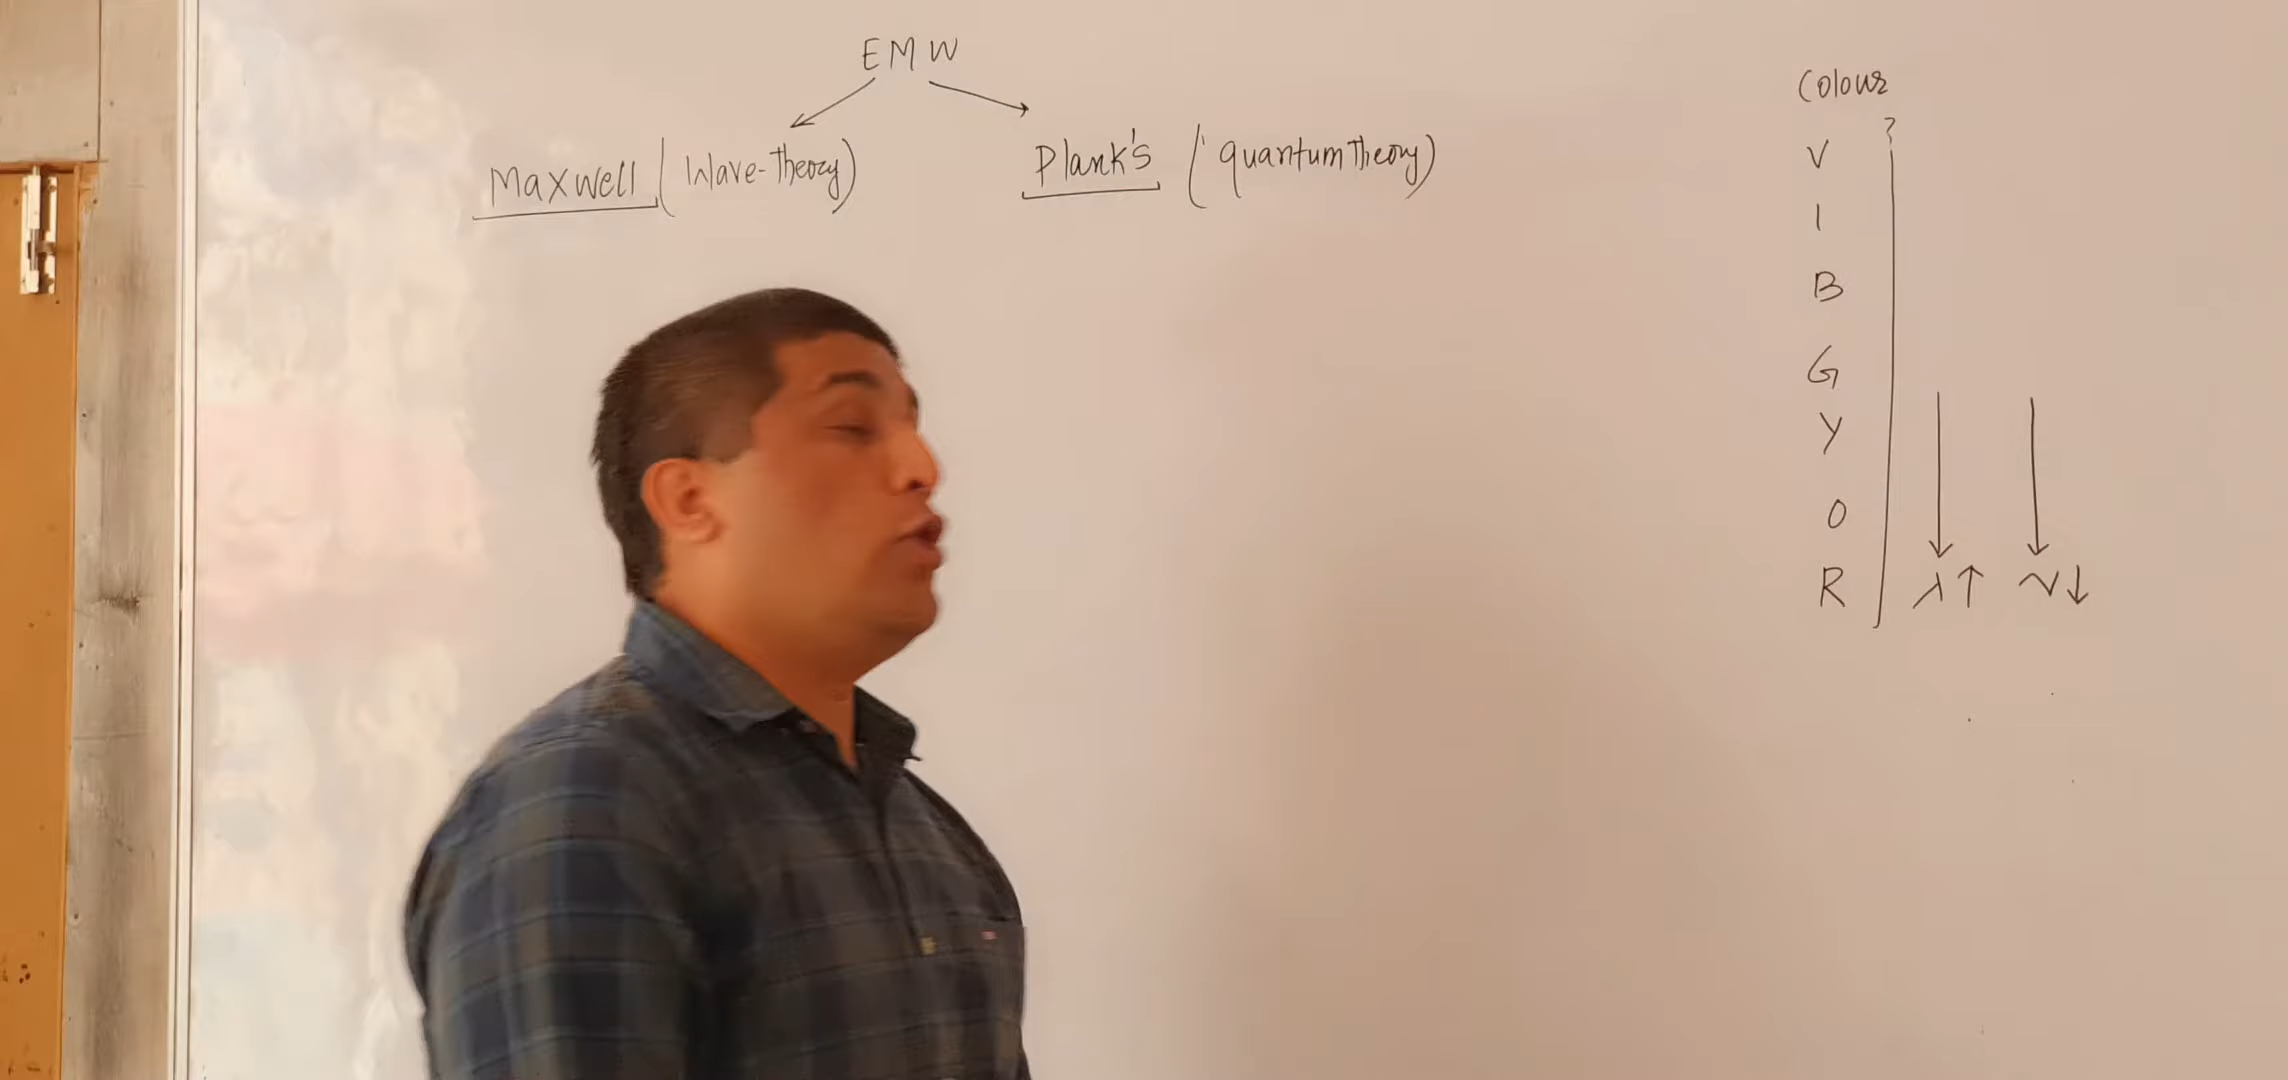 EMW
Maxwell (Wave-Theory)
Plank's (quantum Theory)
Colour
V
I
B
G
Y
O
R λ↑ ν↓